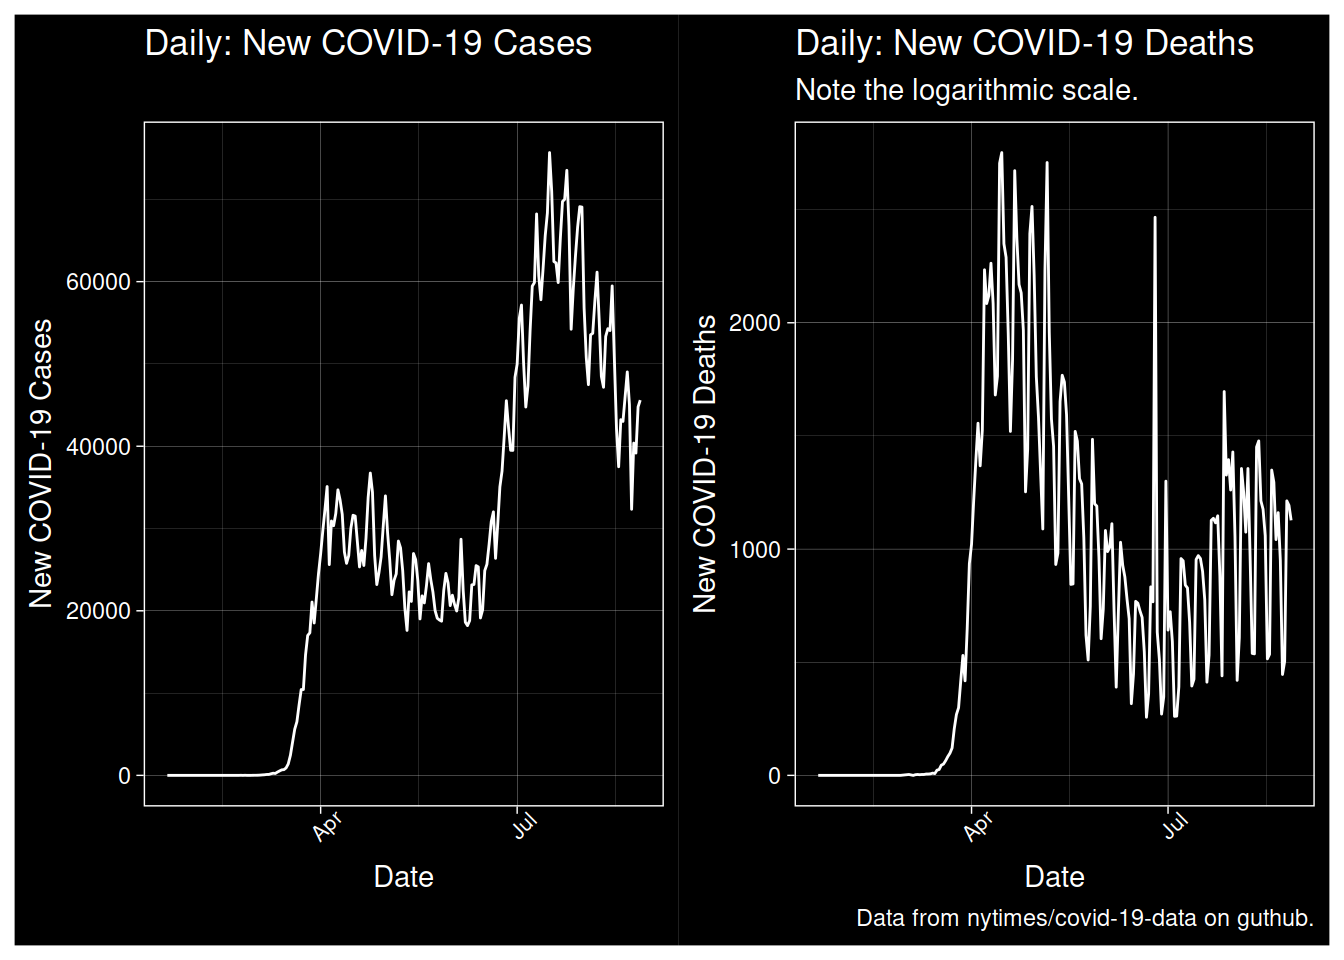 Daily: New COVID-19 Cases
New COVID-19 Cases
60000
40000
20000
0
Apr
Jul
Date
Daily: New COVID-19 Deaths
Note the logarithmic scale.
New COVID-19 Deaths
2000
1000
0
Apr
Jul
Date
Data from nytimes/covid-19-data on guthub.